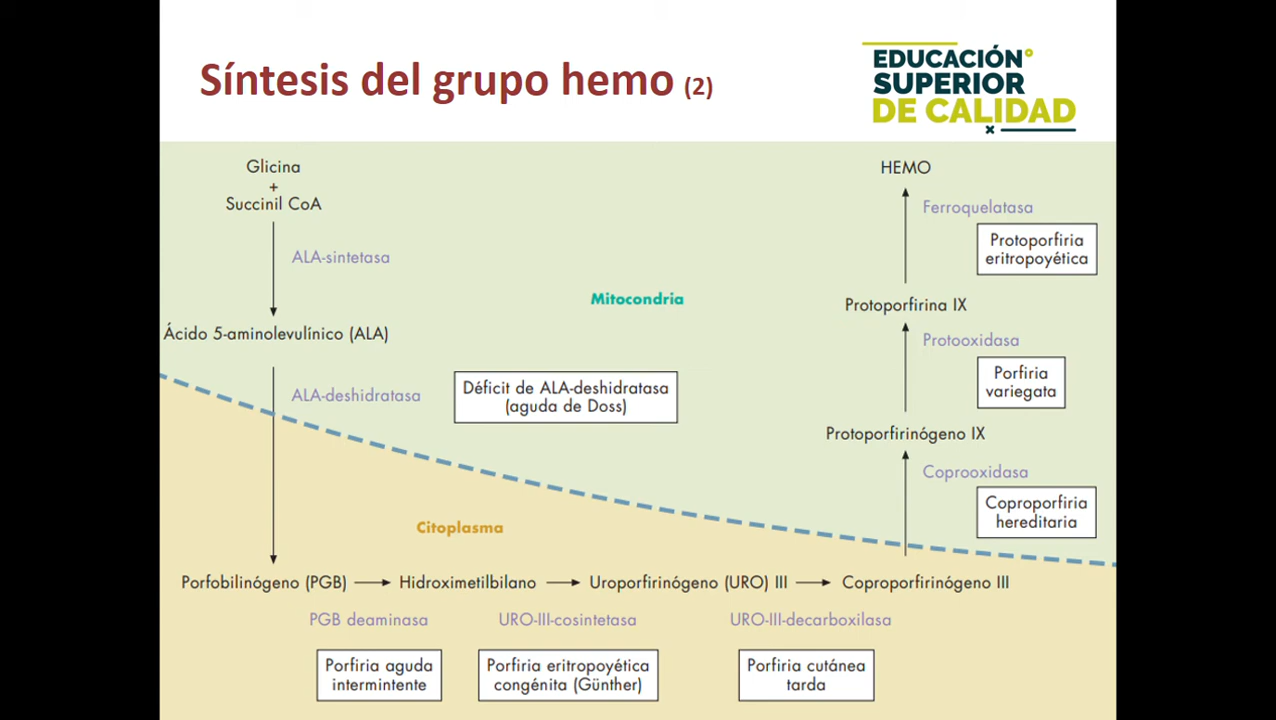 Síntesis del grupo hemo (2)
EDUCACIÓN
SUPERIOR
DE CALIDAD
Glicina
+
Succinil CoA
ALA-sintetasa
Ácido 5-aminolevulínico (ALA)
ALA-deshidratasa
Déficit de ALA-deshidratasa
(aguda de Doss)
Mitocondria
HEMO
Ferroquelatasa
Protoporfiria
eritropoyética
Protoporfirina IX
Protooxidasa
Porfiria
variegata
Protoporfirinógeno IX
Coprooxidasa
Coproporfiria
hereditaria
Citoplasma
Porfobilinógeno (PGB)
Hidroximetilbilano
Uroporfirinógeno (URO) III
Coproporfirinógeno III
PGB deaminasa
URO-III-cosintetasa
URO-III-decarboxilasa
Porfiria aguda
intermintente
Porfiria eritropoyética
congénita (Günther)
Porfiria cutánea
tarda